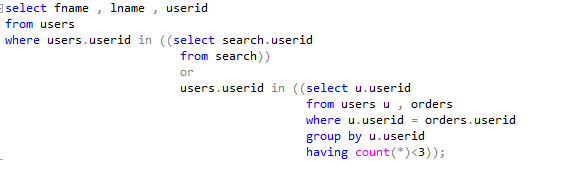 select fname , lname , userid
from users
where users.userid in ((select search.userid
from search))
or
users.userid in ((select u.userid
from users u , orders
where u.userid = orders.userid
group by u.userid
having count(*)<3));